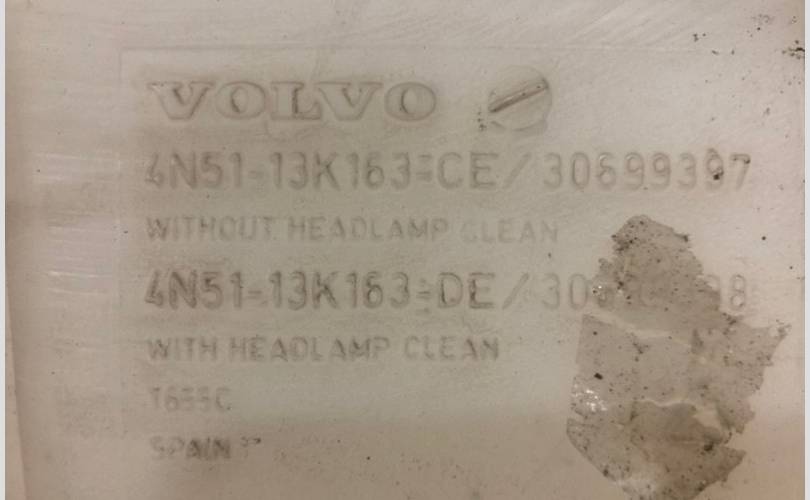 VOLVO
4N51-13K163-CE / 30699397
WITHOUT HEADLAMP CLEAN
4N51-13K163-DE /
WITH HEADLAMP CLEAN
SPAIN